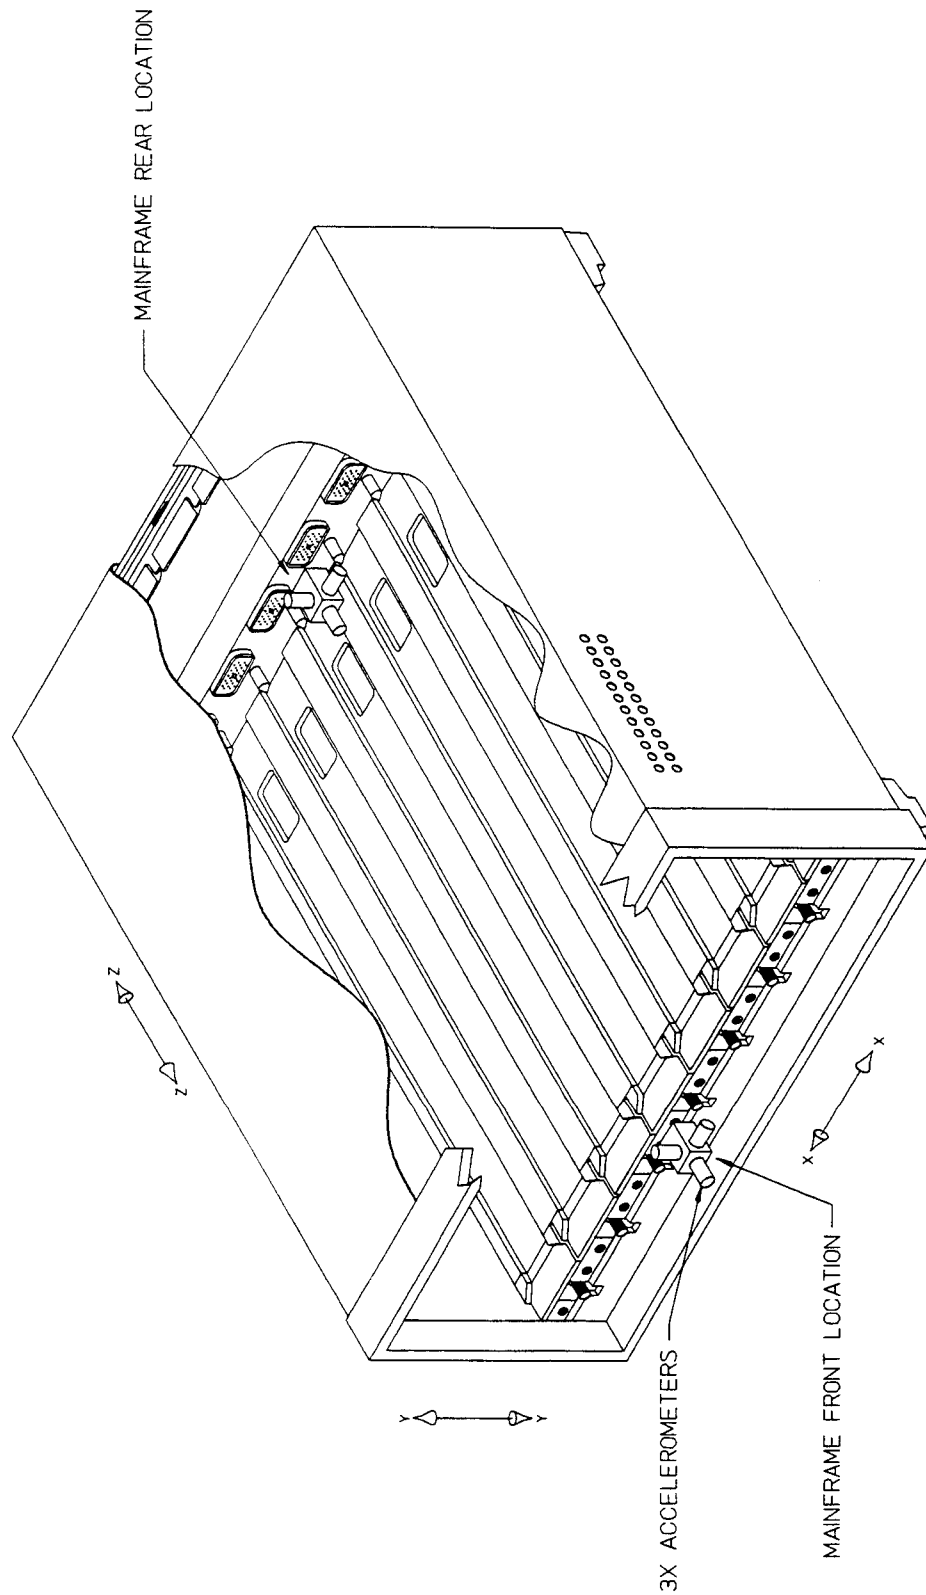 MAINFRAME REAR LOCATION
Z
Z
Y
Y
X
X
3X ACCELEROMETERS
MAINFRAME FRONT LOCATION